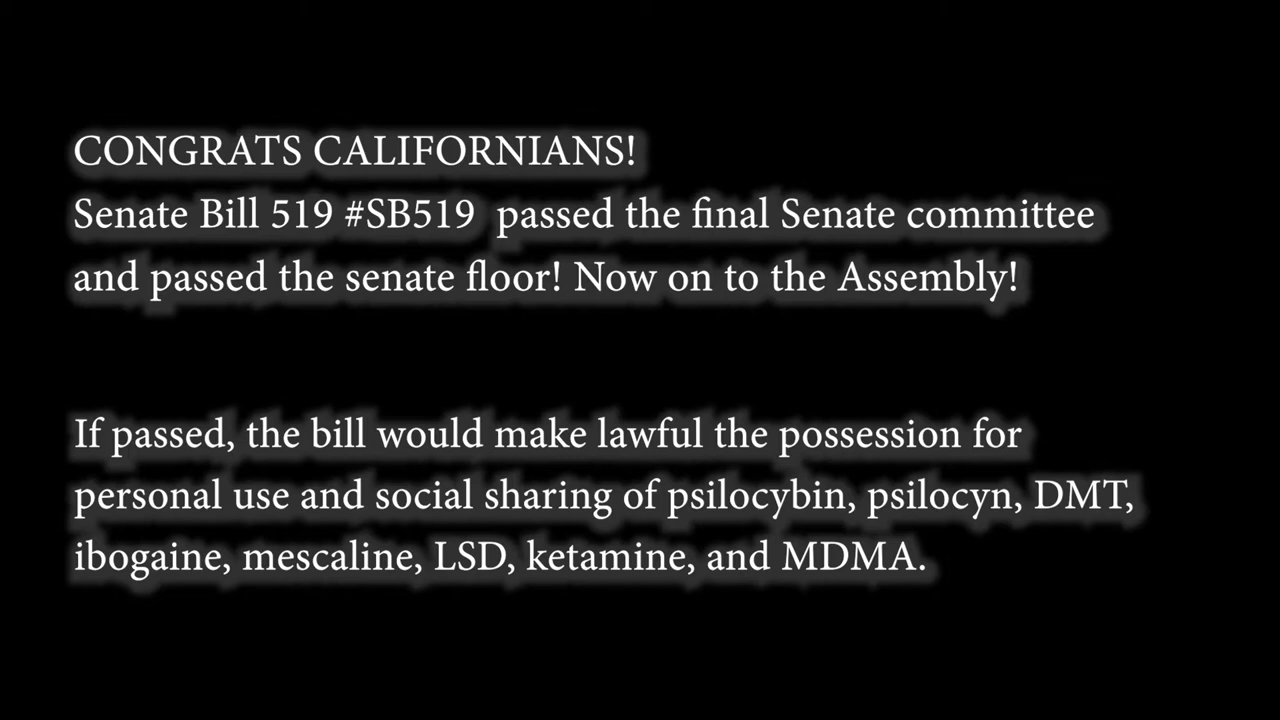 CONGRATS CALIFORNIANS!
Senate Bill 519 #SB519 passed the final Senate committee
and passed the senate floor! Now on to the Assembly!
If passed, the bill would make lawful the possession for
personal use and social sharing of psilocybin, psilocyn, DMT,
ibogaine, mescaline, LSD, ketamine, and MDMA.